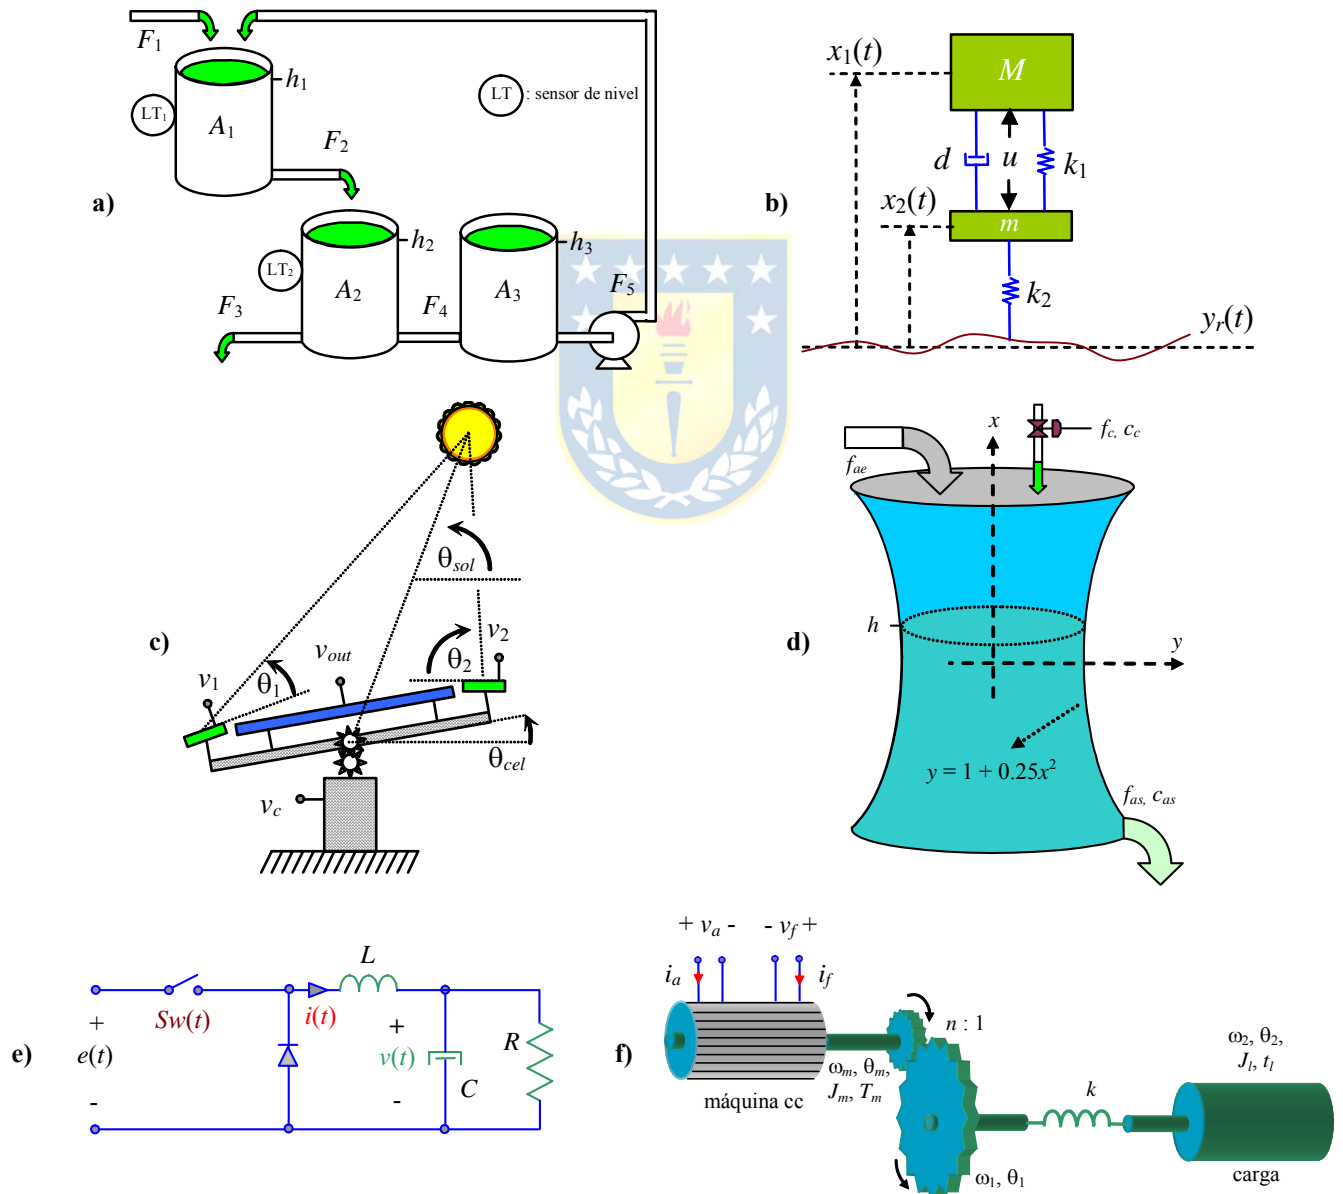 a)
F₁
h₁
LT₁
A₁
F₂
LT : sensor de nivel
h₂
h₃
LT₂
A₂
A₃
F₃
F₄
F₅
b)
x₁(t)
M
d
u
k₁
x₂(t)
m
k₂
yᵣ(t)
c)
θsol
v₂
vout
θ₂
v₁
θ₁
θcel
vc
d)
x
fc, cc
fae
h
y
y = 1 + 0.25x²
fas, cas
e)
L
Sw(t)
i(t)
+
e(t)
-
+
v(t)
-
R
C
f)
+ va -
- vf +
ia
if
n : 1
ωm, θm,
Jm, Tm
máquina cc
k
ω₂, θ₂,
Jl, tl
carga
ω₁, θ₁